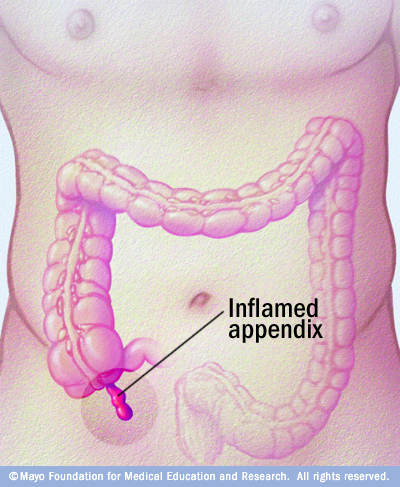 Inflamed
appendix
©Mayo Foundation for Medical Education and Research. All rights reserved.